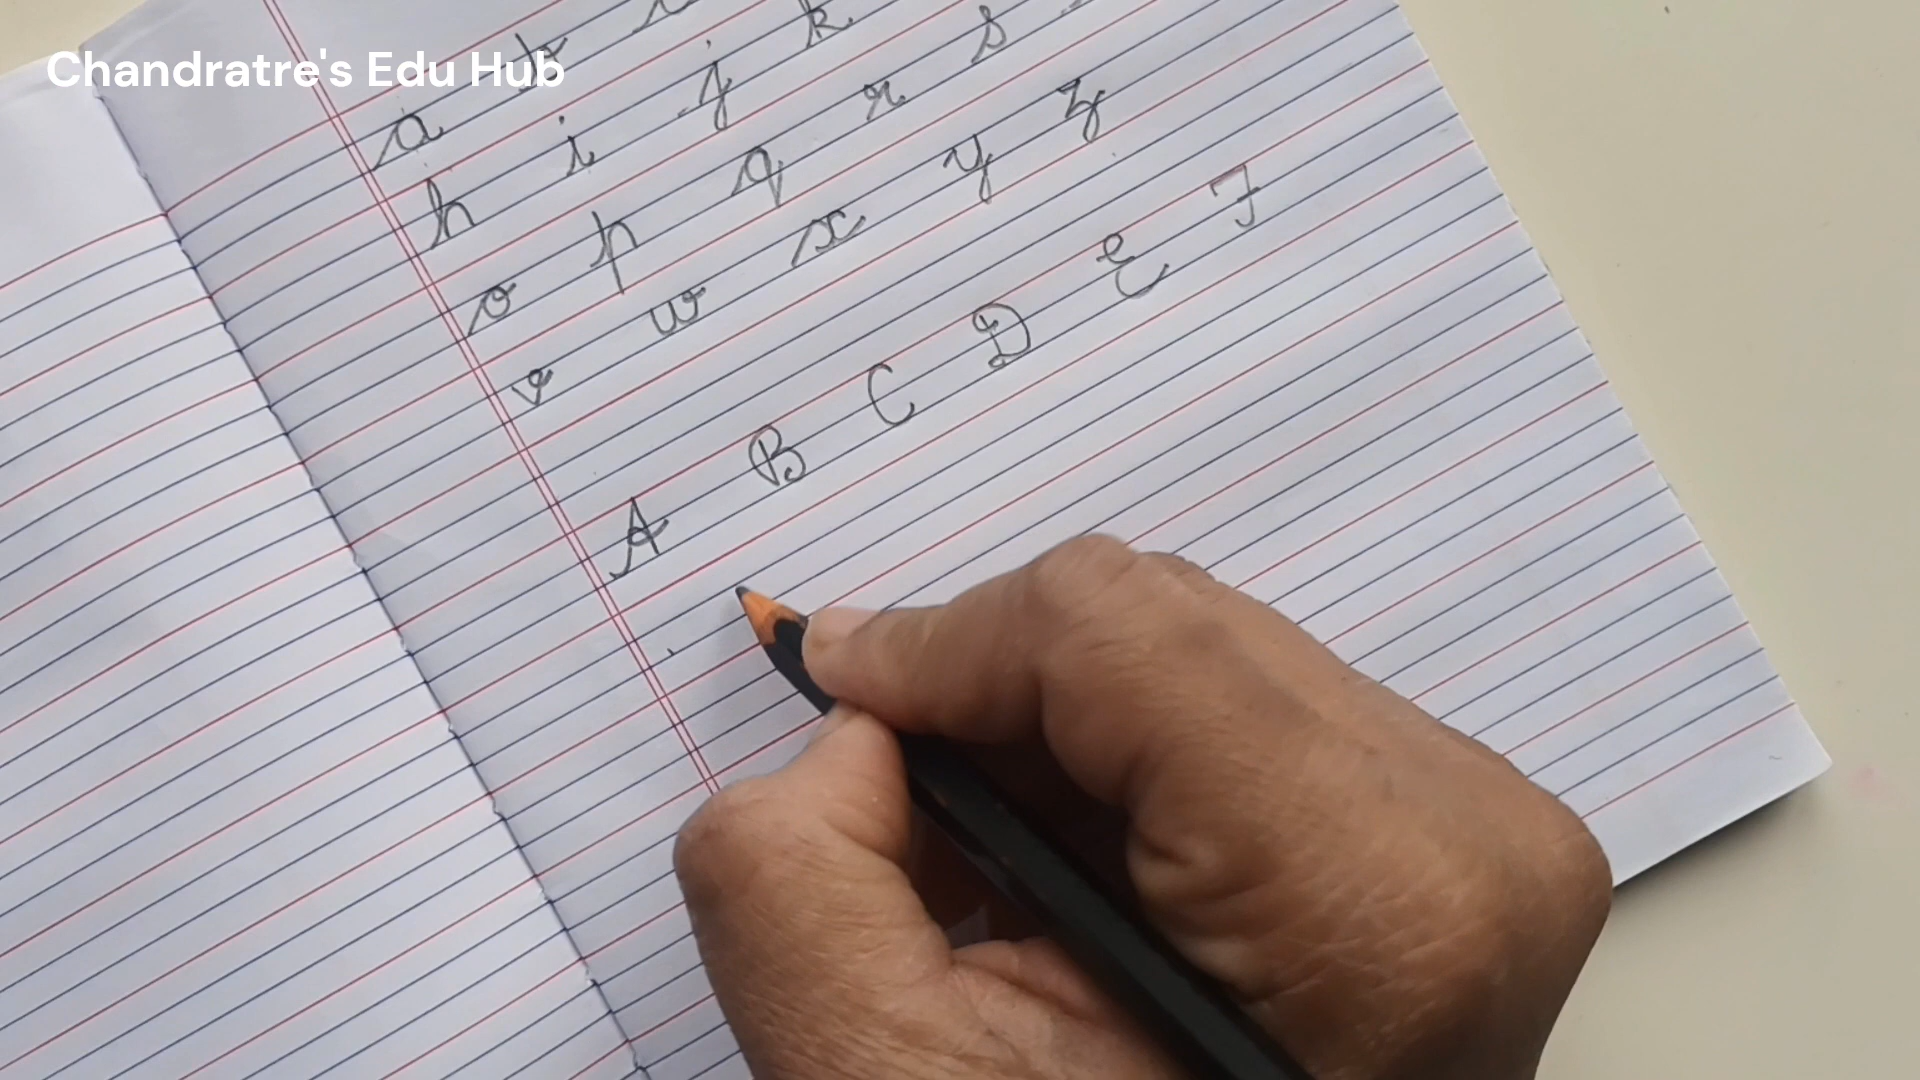 Chandratre's Edu Hub
a b
h i j k
o p q r s
v w x y z
A B C D E F